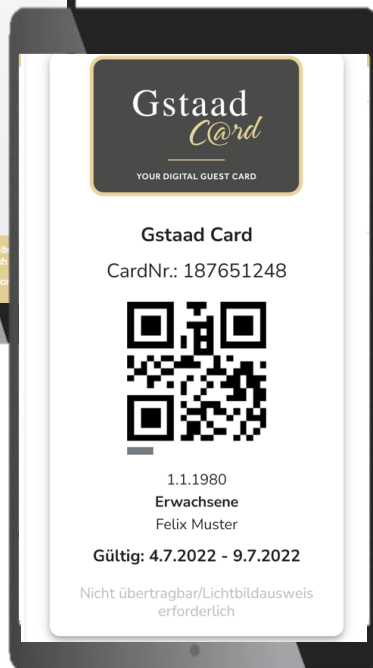 Gstaad
C@rd
YOUR DIGITAL GUEST CARD
Gstaad Card
CardNr.: 187651248
1.1.1980
Erwachsene
Felix Muster
Gültig: 4.7.2022 - 9.7.2022
Nicht übertragbar/Lichtbildausweis
erforderlich